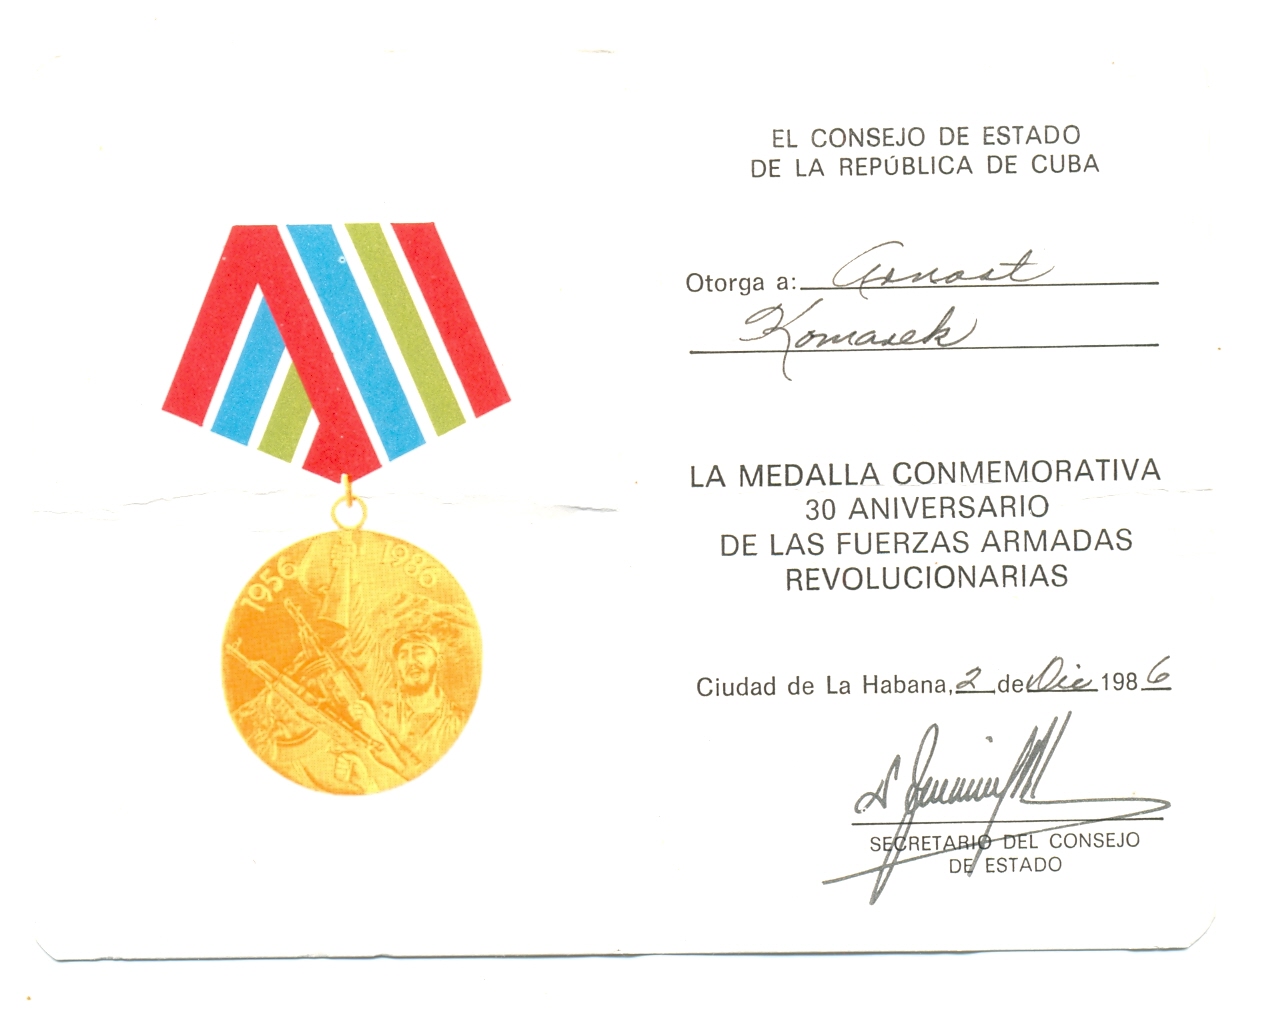 1956 1986
EL CONSEJO DE ESTADO
DE LA REPÚBLICA DE CUBA
Otorga a: Arnost
Komarek
LA MEDALLA CONMEMORATIVA
30 ANIVERSARIO
DE LAS FUERZAS ARMADAS
REVOLUCIONARIAS
Ciudad de La Habana, 2 de Dic 1986
SECRETARIO DEL CONSEJO
DE ESTADO